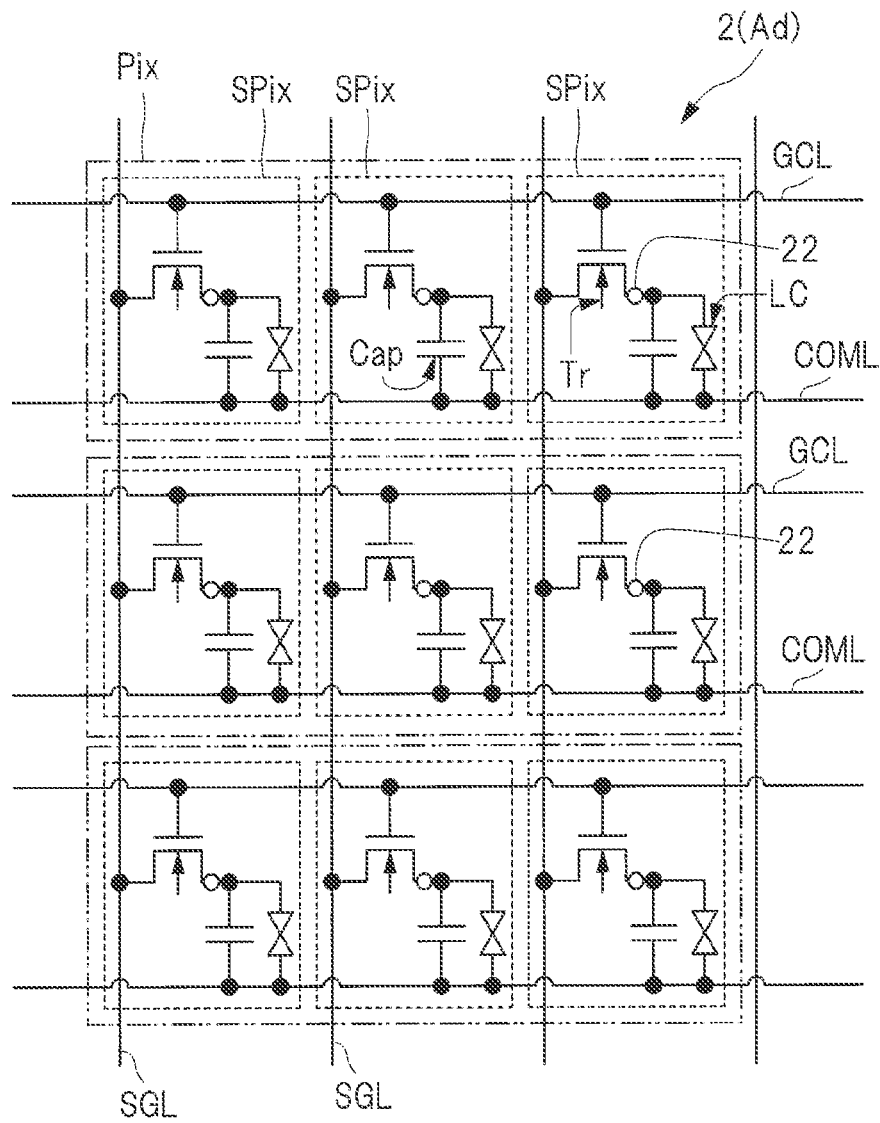 2(Ad)
Pix
SPix
SPix
SPix
GCL
22
LC
Cap
Tr
COML
GCL
22
COML
SGL
SGL